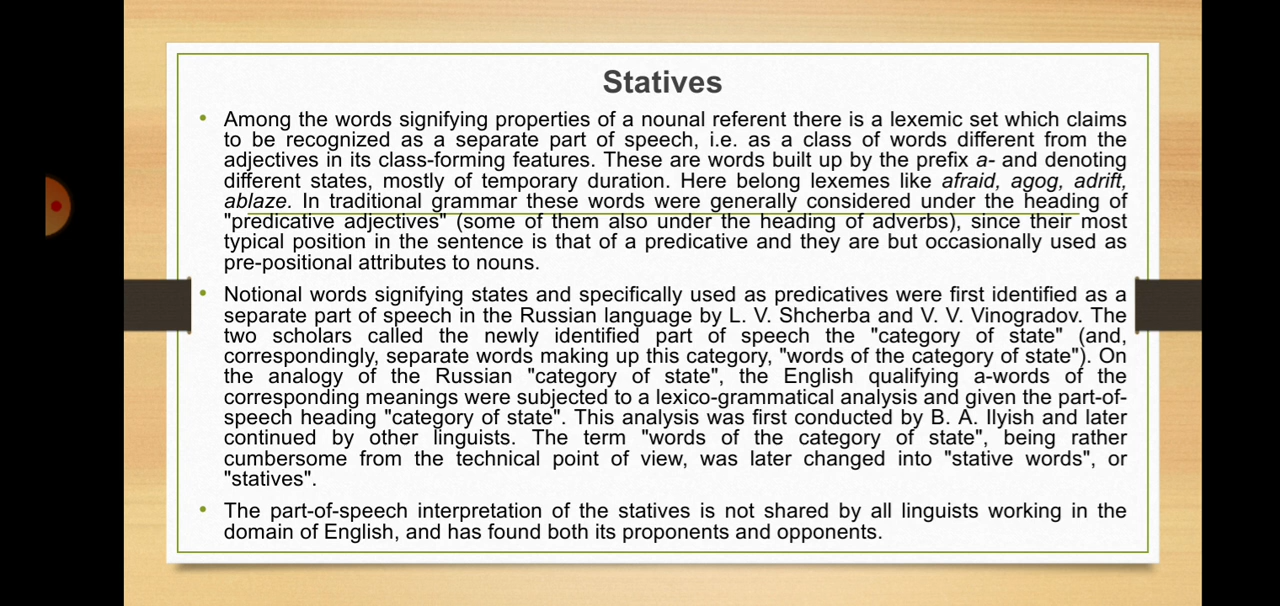 Statives
• Among the words signifying properties of a nounal referent there is a lexemic set which claims
to be recognized as a separate part of speech, i.e. as a class of words different from the
adjectives in its class-forming features. These are words built up by the prefix a- and denoting
different states, mostly of temporary duration. Here belong lexemes like afraid, agog, adrift,
ablaze. In traditional grammar these words were generally considered under the heading of
"predicative adjectives" (some of them also under the heading of adverbs), since their most
typical position in the sentence is that of a predicative and they are but occasionally used as
pre-positional attributes to nouns.
• Notional words signifying states and specifically used as predicatives were first identified as a
separate part of speech in the Russian language by L. V. Shcherba and V. V. Vinogradov. The
two scholars called the newly identified part of speech the "category of state" (and,
correspondingly, separate words making up this category, "words of the category of state"). On
the analogy of the Russian "category of state", the English qualifying a-words of the
corresponding meanings were subjected to a lexico-grammatical analysis and given the part-of-
speech heading "category of state". This analysis was first conducted by B. A. Ilyish and later
continued by other linguists. The term "words of the category of state", being rather
cumbersome from the technical point of view, was later changed into "stative words", or
"statives".
• The part-of-speech interpretation of the statives is not shared by all linguists working in the
domain of English, and has found both its proponents and opponents.